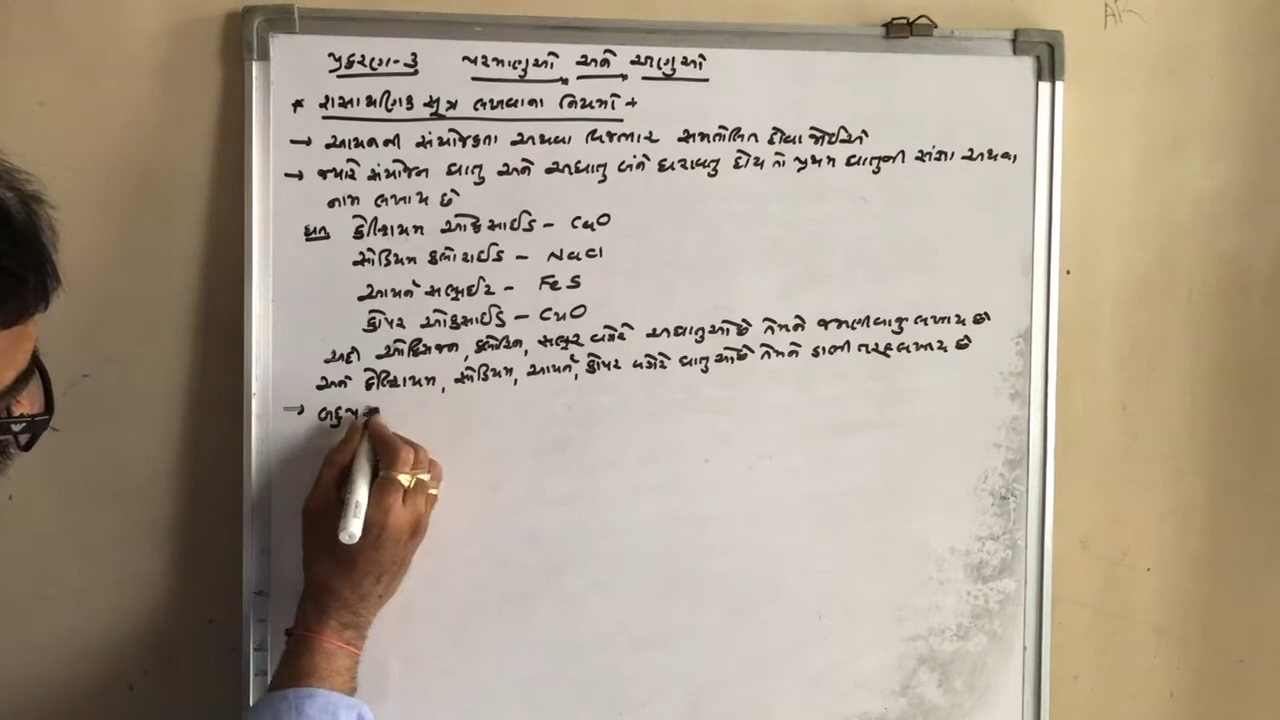 AK
પ્રકરણ-3 પરમાણુઓ અને અણુઓ
* રાસાયણિક સૂત્ર લખવાના નિયમો →
→ આયનની સંયોજકતા અથવા વિજભાર સમતોલિત હોવા જોઈએ
→ જ્યારે સંયોજન ધાતુ અને અધાતુ બંને ધરાવતુ હોય તો પ્રથમ ધાતુની સંજ્ઞા અથવા
નામ લખાય છે
કેલ્શિયમ ઓક્સાઈડ - CaO
સોડિયમ ક્લોરાઈડ - NaCl
આયર્ન સલ્ફાઈડ - FeS
કોપર ઓક્સાઈડ - CuO
અહીં ઓક્સિજન, ક્લોરિન, સલ્ફર વગેરે અધાતુઓ છે તેમને જમણી બાજુ લખાય છે
અને કેલ્શિયમ, સોડિયમ, આયર્ન, કોપર વગેરે ધાતુઓ છે તેમને ડાબી તરફ લખાય છે
→ બહુપ